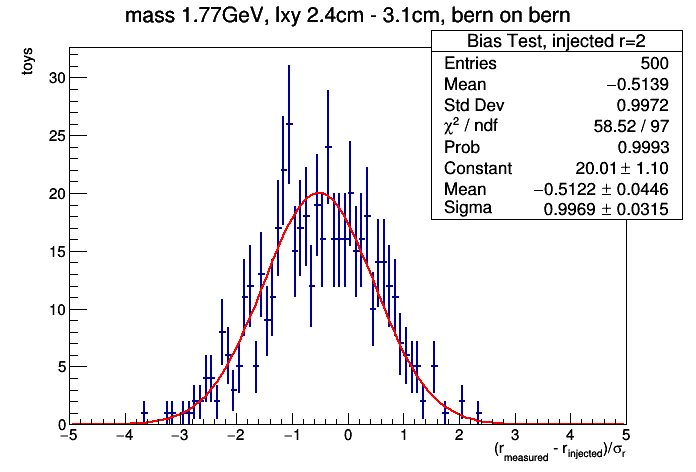 mass 1.77GeV, lxy 2.4cm - 3.1cm, bern on bern
toys
Bias Test, injected r=2
Entries 500
Mean −0.5139
Std Dev 0.9972
χ² / ndf 58.52 / 97
Prob 0.9993
Constant 20.01 ± 1.10
Mean −0.5122 ± 0.0446
Sigma 0.9969 ± 0.0315
30
25
20
15
10
5
0
−5 −4 −3 −2 −1 0 1 2 3 4 5
(r_measured - r_injected)/σ_r